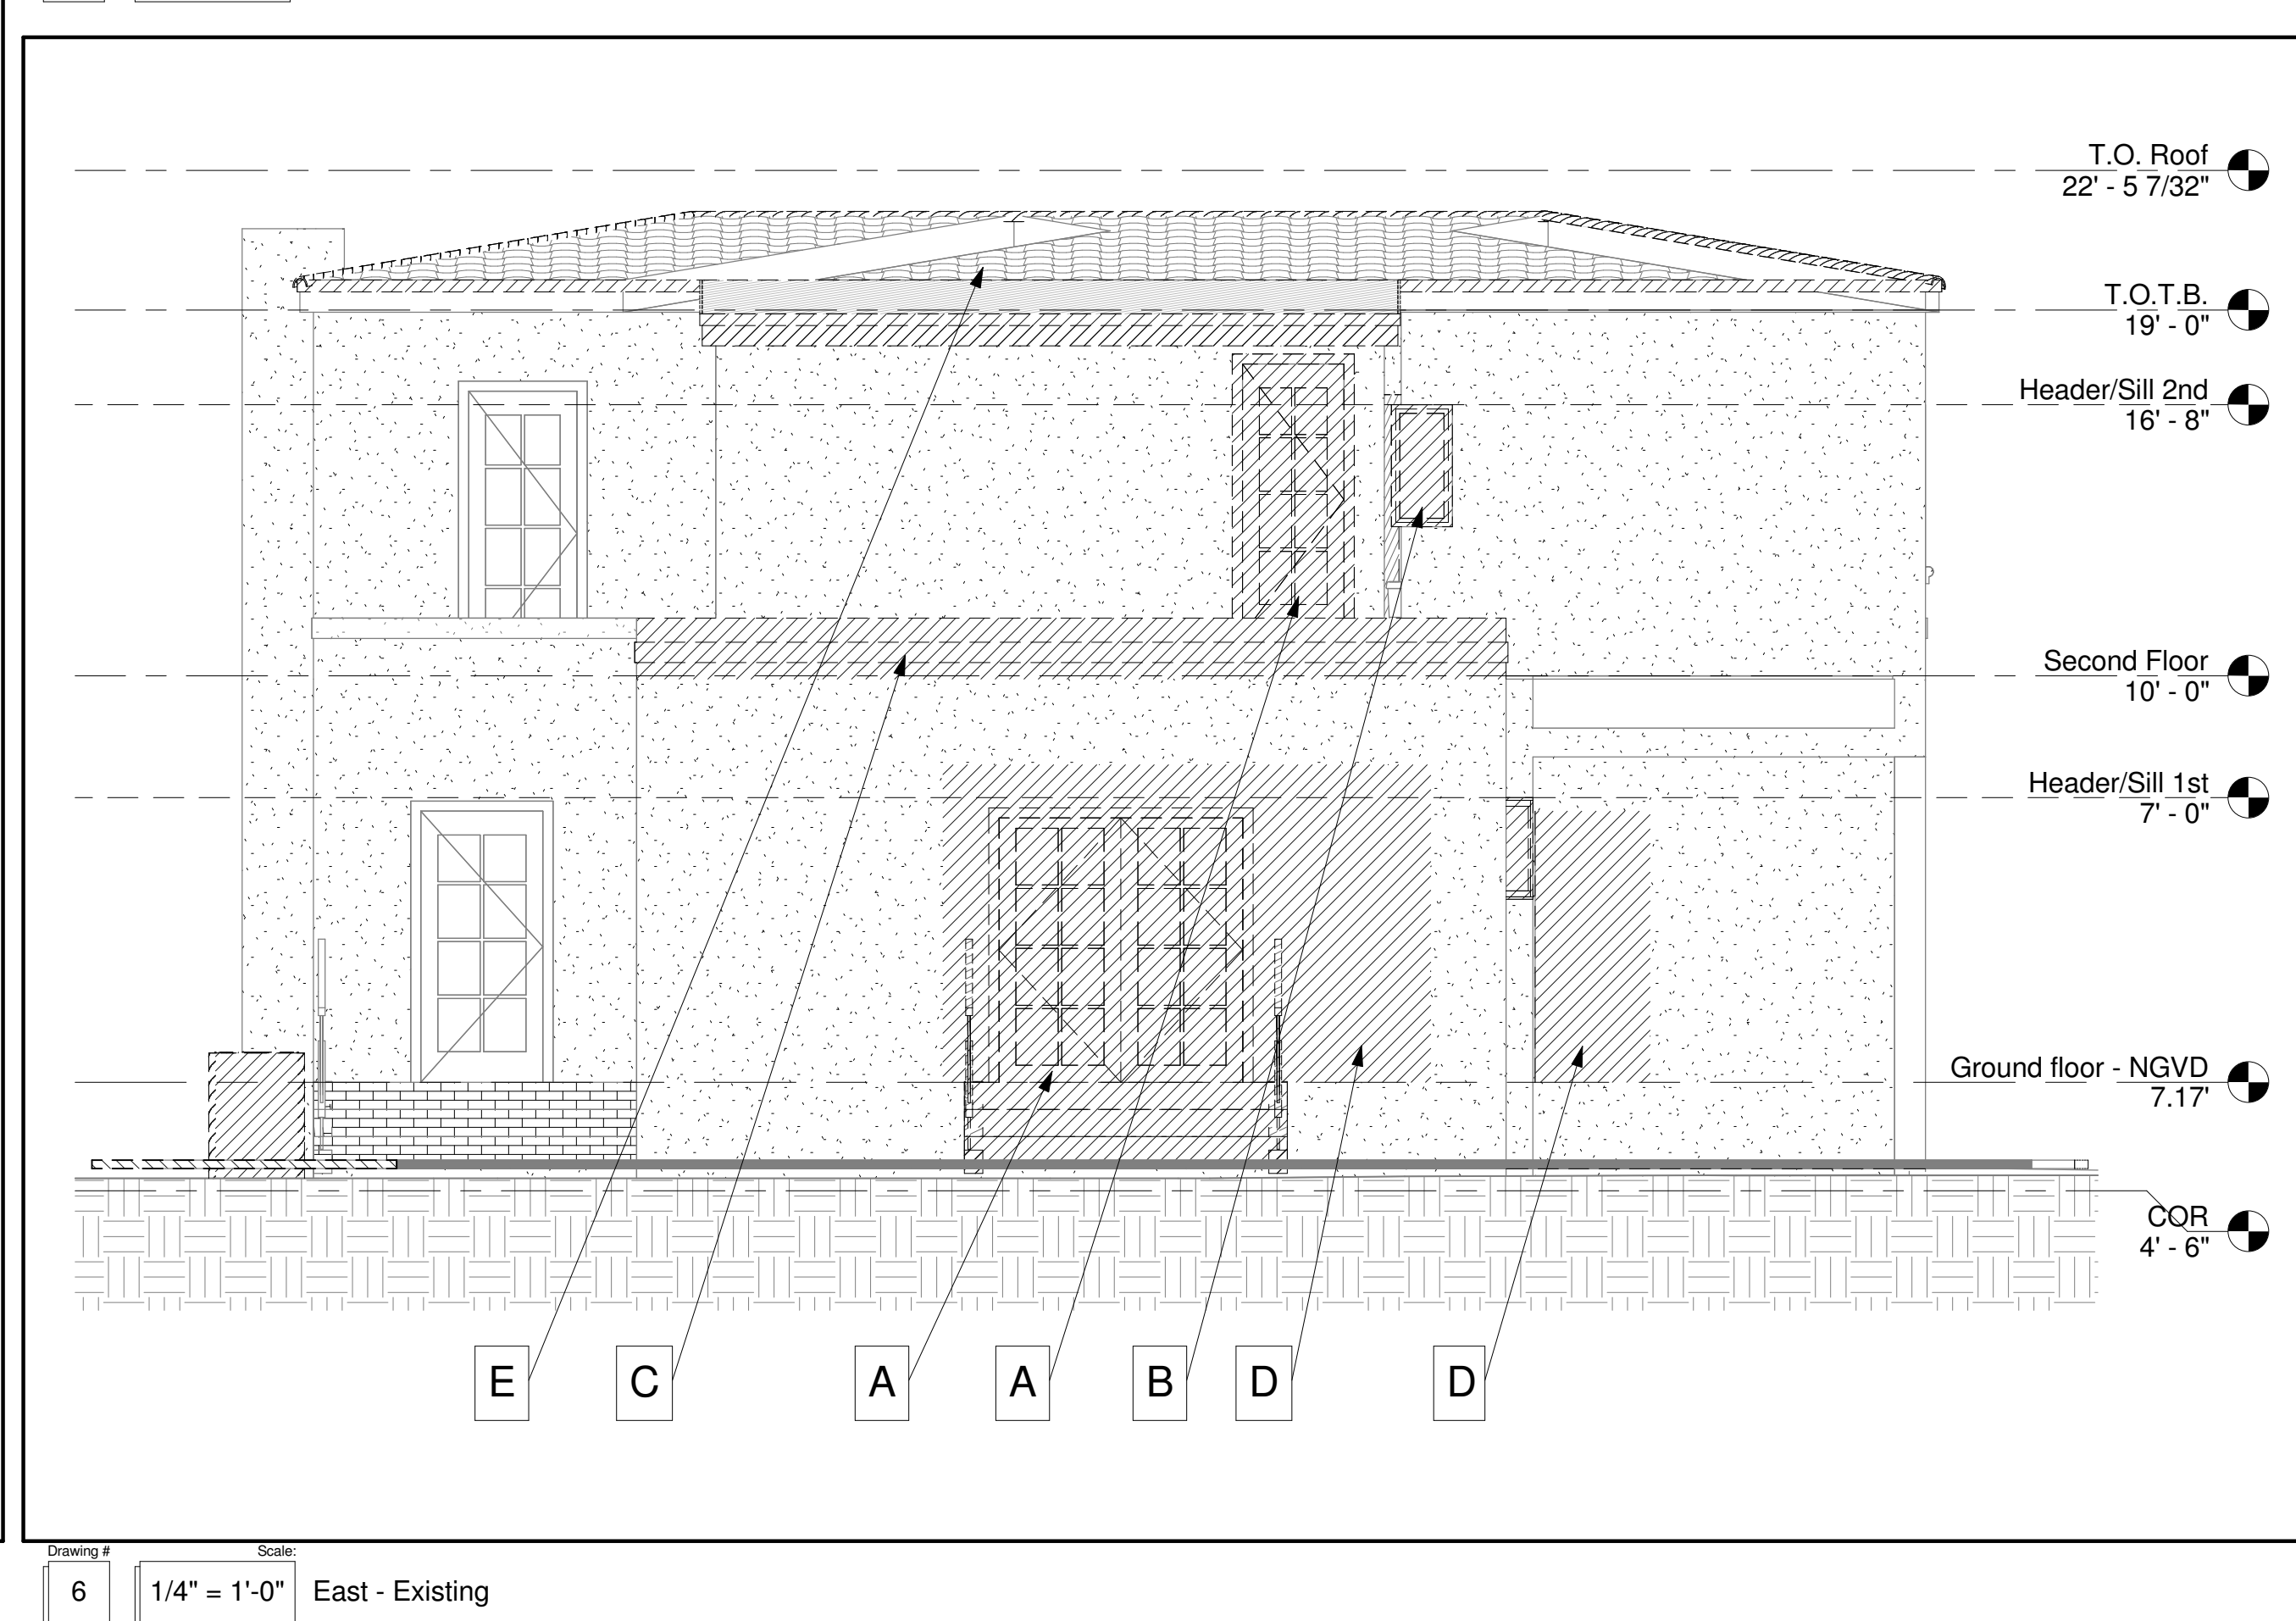 T.O. Roof
22' - 5 7/32"
T.O.T.B.
19' - 0"
Header/Sill 2nd
16' - 8"
Second Floor
10' - 0"
Header/Sill 1st
7' - 0"
Ground floor - NGVD
7.17'
COR
4' - 6"
E C A A B D D
Drawing # Scale:
6 1/4" = 1'-0" East - Existing